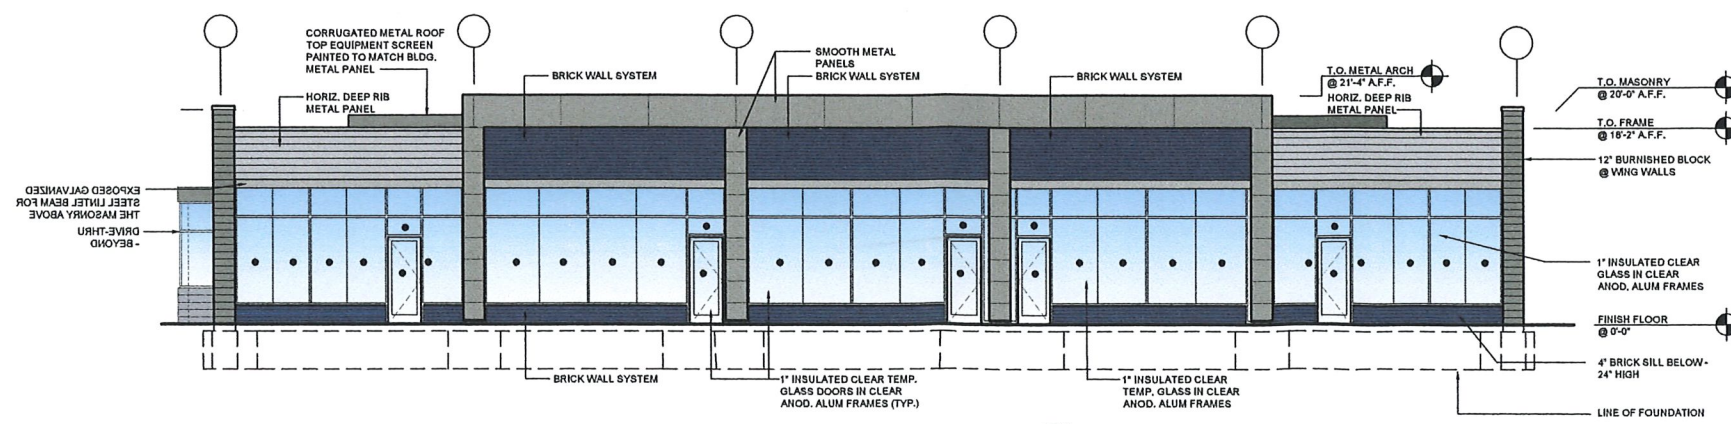 CORRUGATED METAL ROOF
TOP EQUIPMENT SCREEN
PAINTED TO MATCH BLDG.
METAL PANEL
HORIZ. DEEP RIB
METAL PANEL
BRICK WALL SYSTEM
SMOOTH METAL
PANELS
BRICK WALL SYSTEM
BRICK WALL SYSTEM
T.O. METAL ARCH
@ 21'-4" A.F.F.
HORIZ. DEEP RIB
METAL PANEL
T.O. MASONRY
@ 20'-0" A.F.F.
T.O. FRAME
@ 18'-2" A.F.F.
12" BURNISHED BLOCK
@ WING WALLS
EXPOSED GALVANIZED
STEEL LINTEL BEAM FOR
THE MASONRY ABOVE
DRIVE-THRU
- BEYOND
1" INSULATED CLEAR
GLASS IN CLEAR
ANOD. ALUM FRAMES
FINISH FLOOR
@ 0'-0"
4" BRICK SILL BELOW -
24" HIGH
BRICK WALL SYSTEM
1" INSULATED CLEAR TEMP.
GLASS DOORS IN CLEAR
ANOD. ALUM FRAMES (TYP.)
1" INSULATED CLEAR
TEMP. GLASS IN CLEAR
ANOD. ALUM FRAMES
LINE OF FOUNDATION